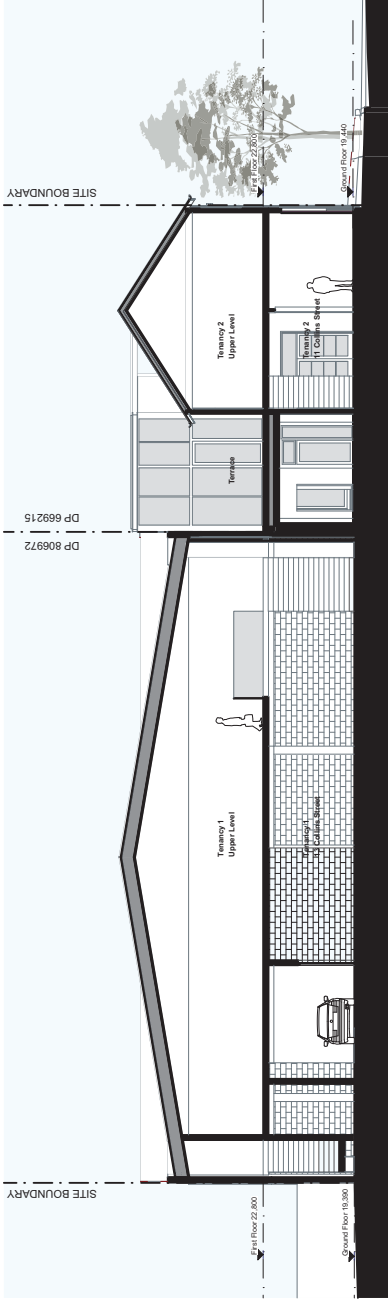 SITE BOUNDARY
First Floor 22.800
Ground Floor 19.440
Tenancy 2
Upper Level
Tenancy 2
11 Collins Street
Terrace
DP 669215
DP 806972
Tenancy 1
Upper Level
Tenancy 1
13 Collins Street
SITE BOUNDARY
First Floor 22.800
Ground Floor 19.390